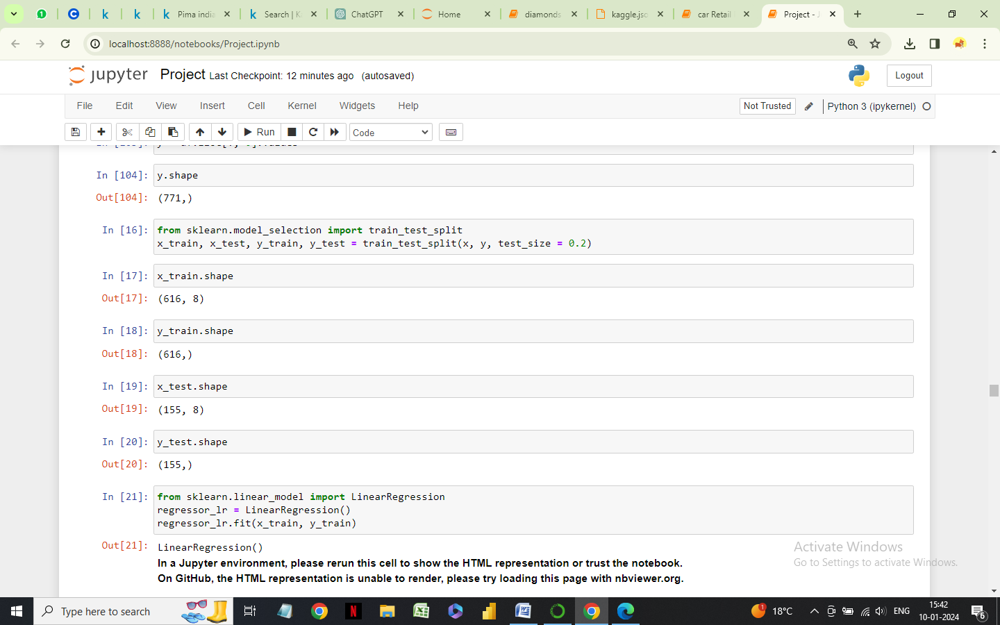 1
C
k
k
k Pima india
k Search | K
ChatGPT
Home
diamonds
kaggle.jso
car Retail
Project - J
localhost:8888/notebooks/Project.ipynb
jupyter Project Last Checkpoint: 12 minutes ago (autosaved)
Logout
File Edit View Insert Cell Kernel Widgets Help
Not Trusted
Python 3 (ipykernel)
Run
Code
In [104]: y.shape
Out[104]: (771,)
In [16]: from sklearn.model_selection import train_test_split
x_train, x_test, y_train, y_test = train_test_split(x, y, test_size = 0.2)
In [17]: x_train.shape
Out[17]: (616, 8)
In [18]: y_train.shape
Out[18]: (616,)
In [19]: x_test.shape
Out[19]: (155, 8)
In [20]: y_test.shape
Out[20]: (155,)
In [21]: from sklearn.linear_model import LinearRegression
regressor_lr = LinearRegression()
regressor_lr.fit(x_train, y_train)
Out[21]: LinearRegression()
In a Jupyter environment, please rerun this cell to show the HTML representation or trust the notebook.
On GitHub, the HTML representation is unable to render, please try loading this page with nbviewer.org.
Activate Windows
Go to Settings to activate Windows.
Type here to search
N
1
18°C
ENG
15:42
10-01-2024
6